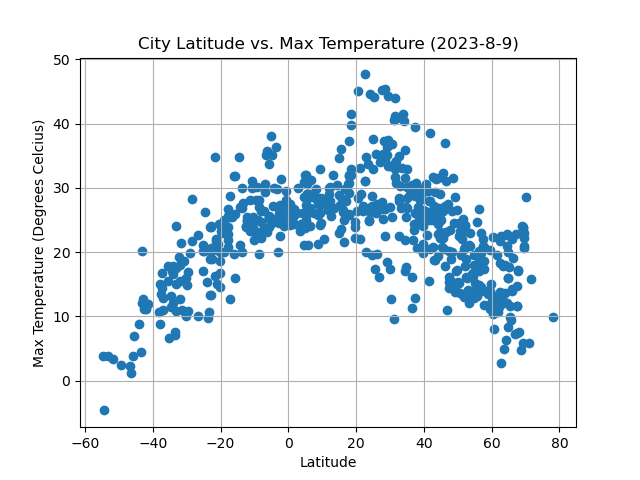 City Latitude vs. Max Temperature (2023-8-9)
50
40
30
20
10
0
Max Temperature (Degrees Celcius)
−60 −40 −20 0 20 40 60 80
Latitude